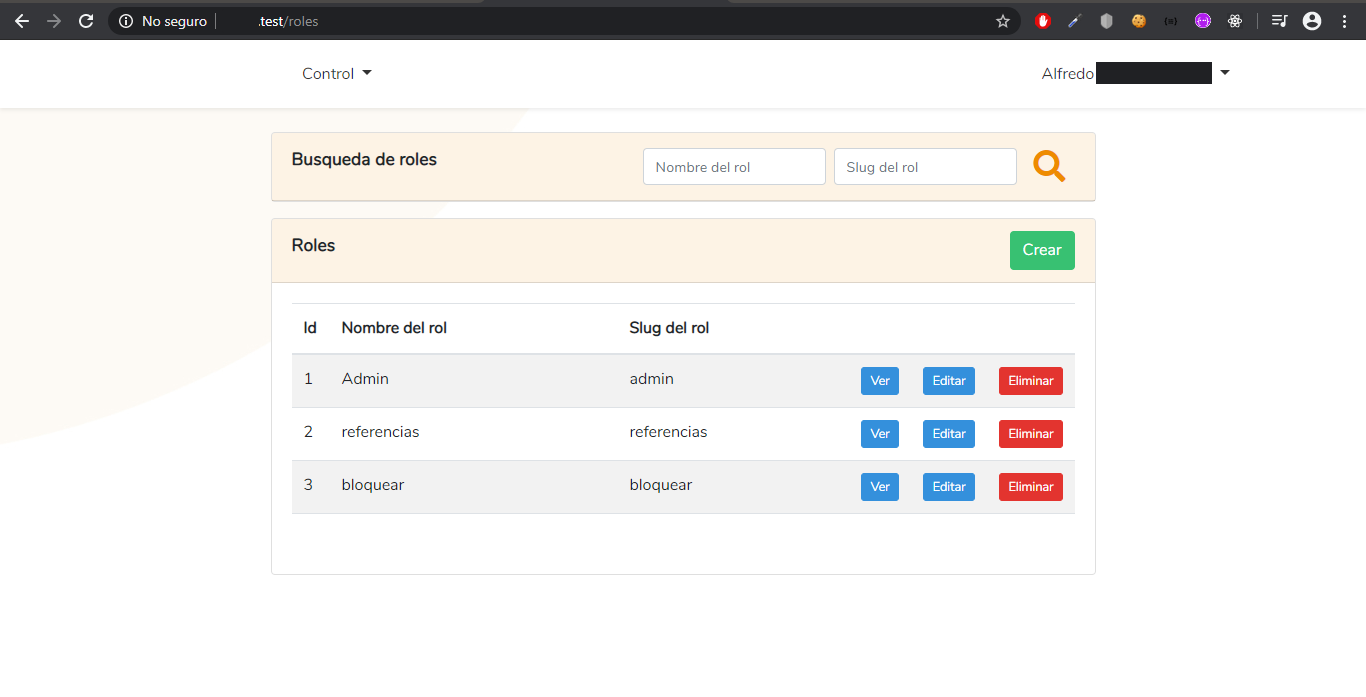 No seguro .test/roles
Control Alfredo
Busqueda de roles Nombre del rol Slug del rol
Roles Crear
Id Nombre del rol Slug del rol
1 Admin admin Ver Editar Eliminar
2 referencias referencias Ver Editar Eliminar
3 bloquear bloquear Ver Editar Eliminar